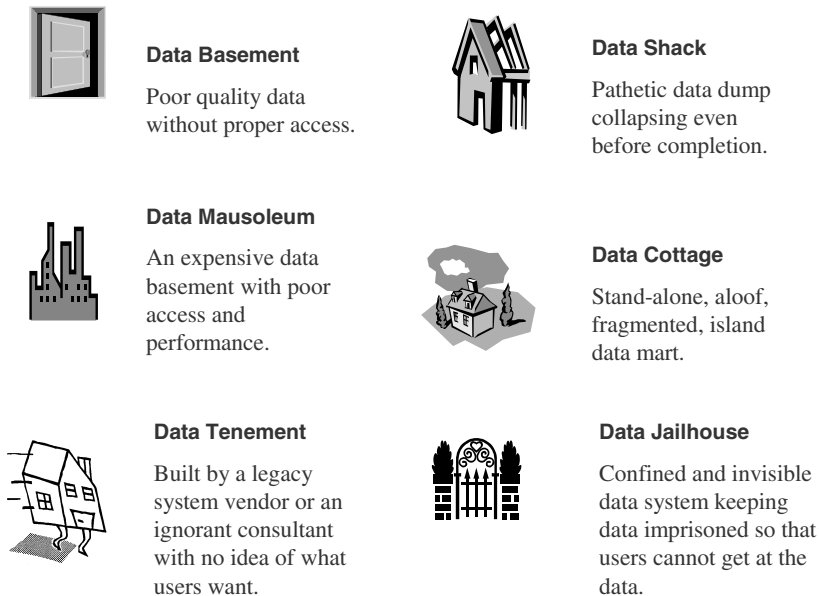 Data Basement
Poor quality data
without proper access.
Data Shack
Pathetic data dump
collapsing even
before completion.
Data Mausoleum
An expensive data
basement with poor
access and
performance.
Data Cottage
Stand-alone, aloof,
fragmented, island
data mart.
Data Tenement
Built by a legacy
system vendor or an
ignorant consultant
with no idea of what
users want.
Data Jailhouse
Confined and invisible
data system keeping
data imprisoned so that
users cannot get at the
data.